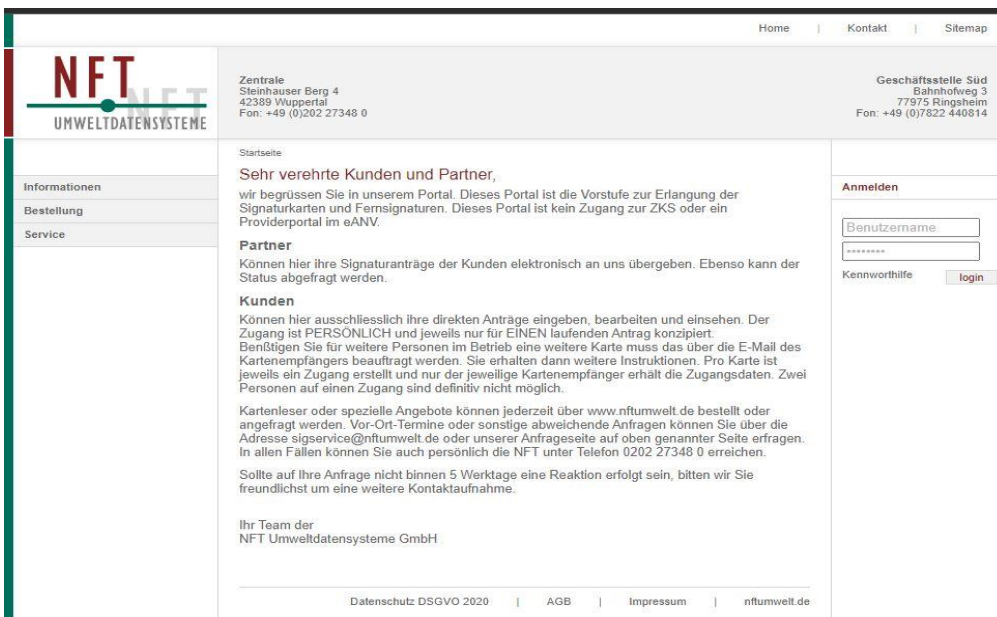 Home | Kontakt | Sitemap
NFT
NFT
UMWELTDATENSYSTEME
Zentrale
Steinhauser Berg 4
42389 Wuppertal
Fon: +49 (0)202 27348 0
Geschäftsstelle Süd
Bahnhofweg 3
77975 Ringsheim
Fon: +49 (0)7822 440814
Informationen
Bestellung
Service
Startseite
Sehr verehrte Kunden und Partner,
wir begrüssen Sie in unserem Portal. Dieses Portal ist die Vorstufe zur Erlangung der
Signaturkarten und Fernsignaturen. Dieses Portal ist kein Zugang zur ZKS oder ein
Providerportal im eANV.
Partner
Können hier ihre Signaturanträge der Kunden elektronisch an uns übergeben. Ebenso kann der
Status abgefragt werden.
Kunden
Können hier ausschliesslich ihre direkten Anträge eingeben, bearbeiten und einsehen. Der
Zugang ist PERSÖNLICH und jeweils nur für EINEN laufenden Antrag konzipiert.
Benßtigen Sie für weitere Personen im Betrieb eine weitere Karte muss das über die E-Mail des
Kartenempfängers beauftragt werden. Sie erhalten dann weitere Instruktionen. Pro Karte ist
jeweils ein Zugang erstellt und nur der jeweilige Kartenempfänger erhält die Zugangsdaten. Zwei
Personen auf einen Zugang sind definitiv nicht möglich.
Kartenleser oder spezielle Angebote können jederzeit über www.nftumwelt.de bestellt oder
angefragt werden. Vor-Ort-Termine oder sonstige abweichende Anfragen können Sie über die
Adresse sigservice@nftumwelt.de oder unserer Anfrageseite auf oben genannter Seite erfragen.
In allen Fällen können Sie auch persönlich die NFT unter Telefon 0202 27348 0 erreichen.
Sollte auf Ihre Anfrage nicht binnen 5 Werktage eine Reaktion erfolgt sein, bitten wir Sie
freundlichst um eine weitere Kontaktaufnahme.
Ihr Team der
NFT Umweltdatensysteme GmbH
Anmelden
Benutzername
********
Kennworthilfe
login
Datenschutz DSGVO 2020 | AGB | Impressum | nftumwelt.de